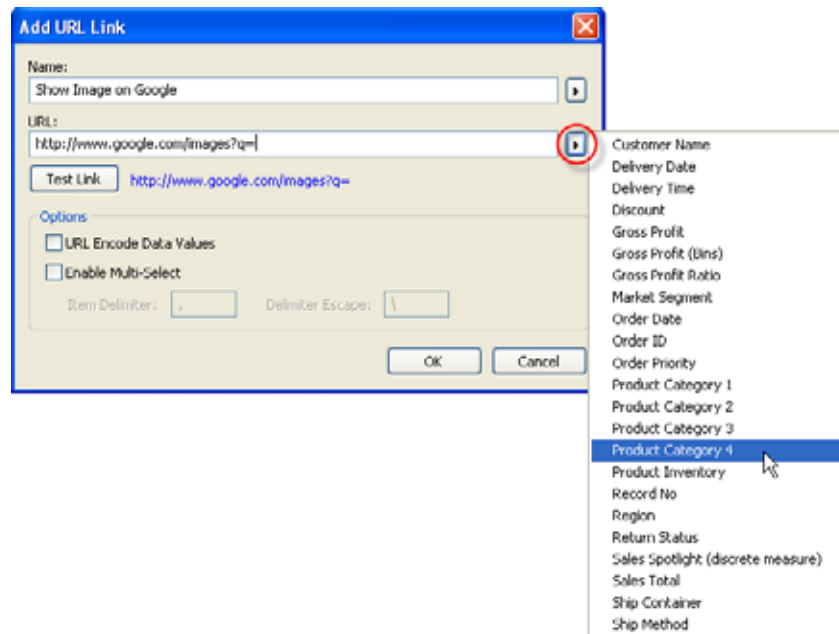 Add URL Link
Name:
Show Image on Google
URL:
http://www.google.com/images?q=
Test Link http://www.google.com/images?q=
Options
URL Encode Data Values
Enable Multi-Select
Item Delimiter: , Delimiter Escape: \
OK Cancel
Customer Name
Delivery Date
Delivery Time
Discount
Gross Profit
Gross Profit (Bins)
Gross Profit Ratio
Market Segment
Order Date
Order ID
Order Priority
Product Category 1
Product Category 2
Product Category 3
Product Category 4
Product Inventory
Record No
Region
Return Status
Sales Spotlight (discrete measure)
Sales Total
Ship Container
Ship Method